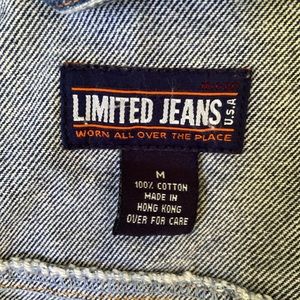 LIMITED JEANS U.S.A
WORN ALL OVER THE PLACE
M
100% COTTON
MADE IN
HONG KONG
OVER FOR CARE